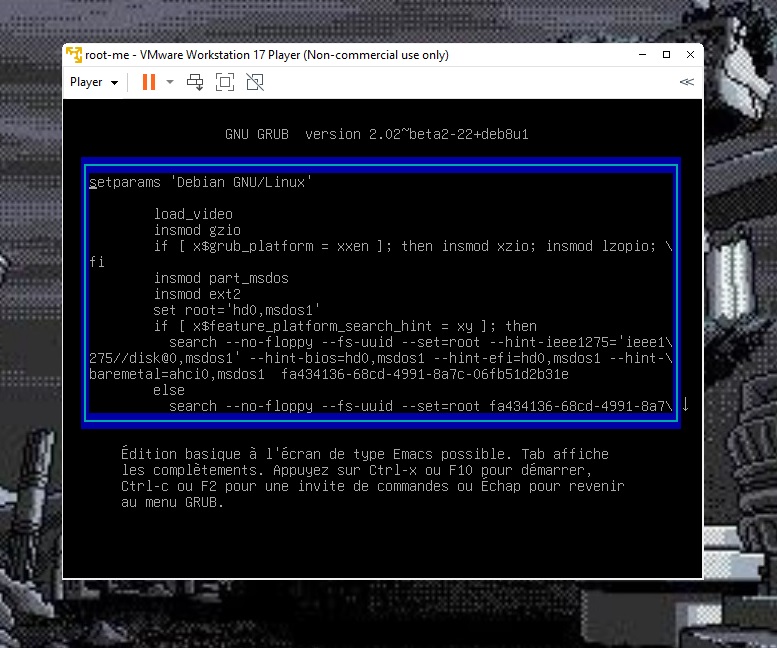 root-me - VMware Workstation 17 Player (Non-commercial use only)
Player
GNU GRUB  version 2.02~beta2-22+deb8u1
setparams 'Debian GNU/Linux'
load_video
insmod gzio
if [ x$grub_platform = xxen ]; then insmod xzio; insmod lzopio; \
fi
insmod part_msdos
insmod ext2
set root='hd0,msdos1'
if [ x$feature_platform_search_hint = xy ]; then
search --no-floppy --fs-uuid --set=root --hint-ieee1275='ieee1\
275//disk@0,msdos1' --hint-bios=hd0,msdos1 --hint-efi=hd0,msdos1 --hint-\
baremetal=ahci0,msdos1  fa434136-68cd-4991-8a7c-06fb51d2b31e
else
search --no-floppy --fs-uuid --set=root fa434136-68cd-4991-8a7\
Édition basique à l'écran de type Emacs possible. Tab affiche
les complètements. Appuyez sur Ctrl-x ou F10 pour démarrer,
Ctrl-c ou F2 pour une invite de commandes ou Échap pour revenir
au menu GRUB.